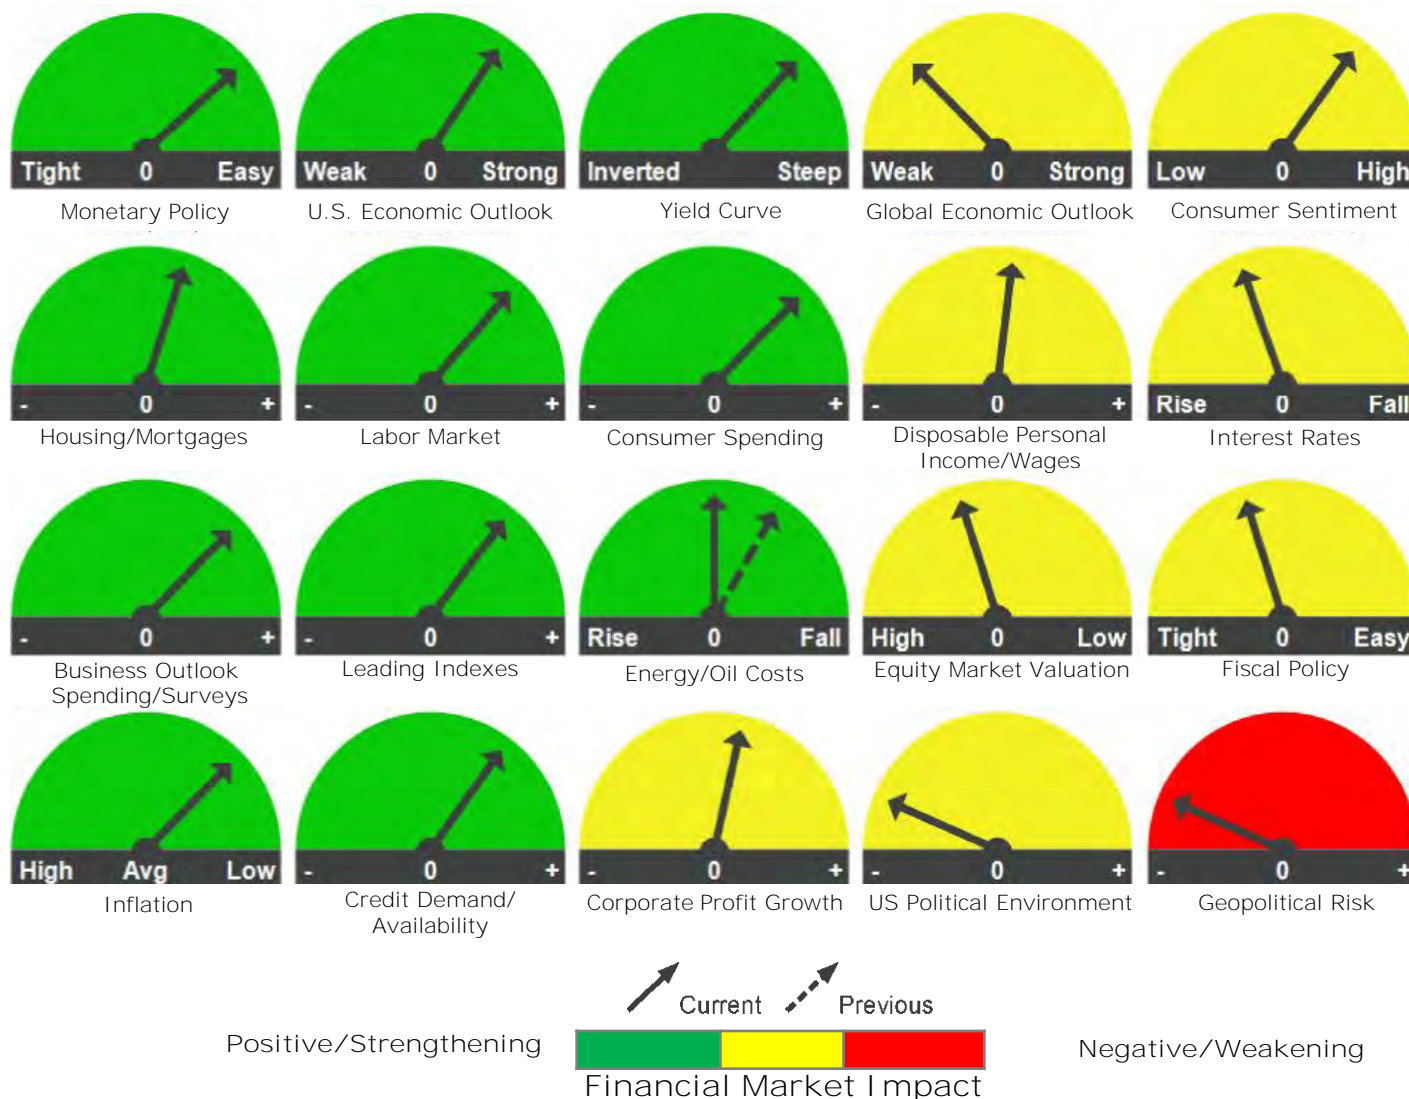 Tight 0 Easy
Weak 0 Strong
Inverted Steep
Weak 0 Strong
Low 0 High
Monetary Policy
U.S. Economic Outlook
Yield Curve
Global Economic Outlook
Consumer Sentiment
- 0 +
- 0 +
- 0 +
- 0 +
Rise 0 Fall
Housing/Mortgages
Labor Market
Consumer Spending
Disposable Personal
Income/Wages
Interest Rates
- 0 +
- 0 +
Rise 0 Fall
High 0 Low
Tight 0 Easy
Business Outlook
Spending/Surveys
Leading Indexes
Energy/Oil Costs
Equity Market Valuation
Fiscal Policy
High Avg Low
- 0 +
- 0 +
- 0 +
- 0 +
Inflation
Credit Demand/
Availability
Corporate Profit Growth
US Political Environment
Geopolitical Risk
Current
Previous
Positive/Strengthening
Negative/Weakening
Financial Market Impact